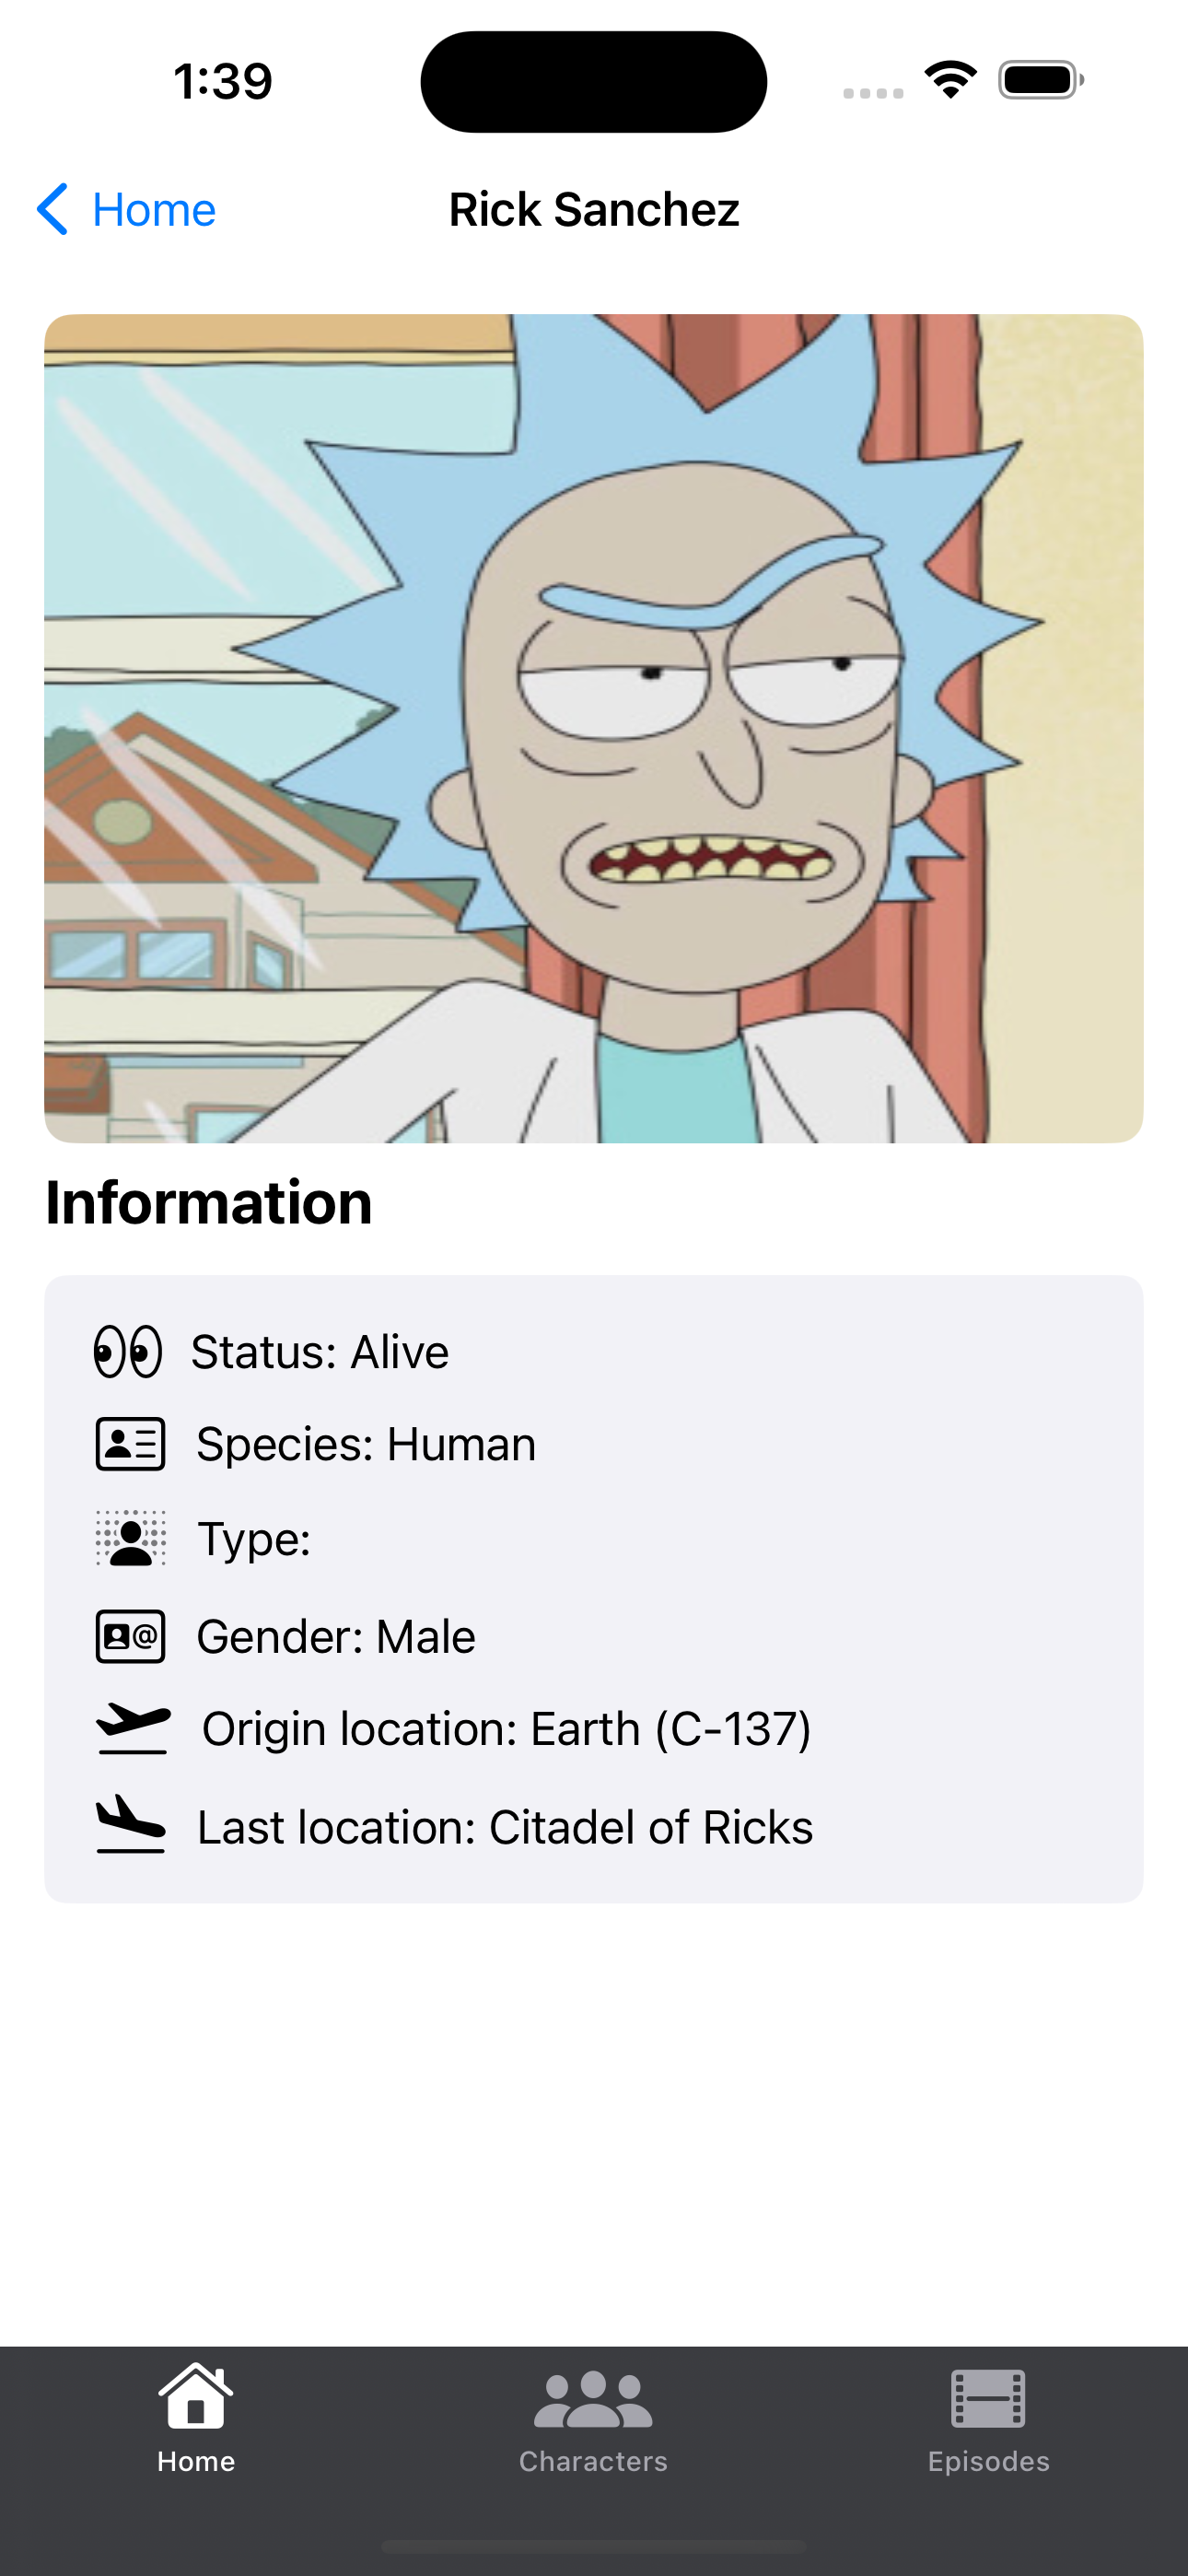 1:39
Home
Rick Sanchez
Information
Status: Alive
Species: Human
Type:
Gender: Male
Origin location: Earth (C-137)
Last location: Citadel of Ricks
Home
Characters
Episodes